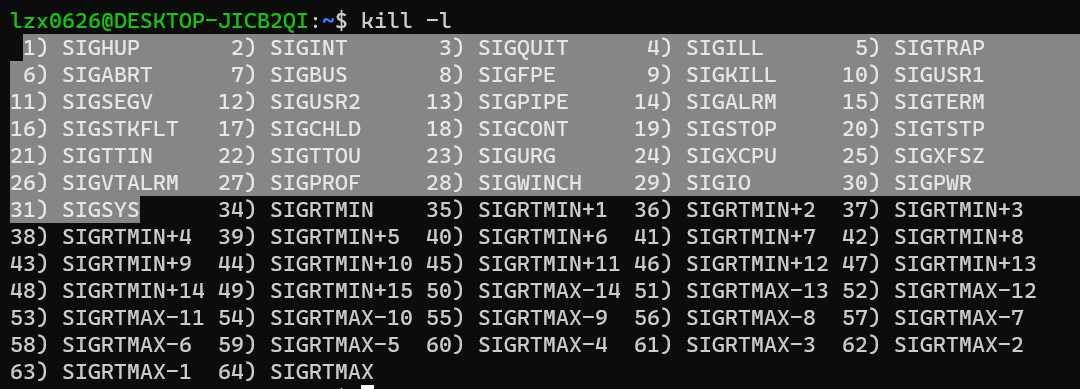 lzx0626@DESKTOP-JICB2QI:~$ kill -l
 1) SIGHUP       2) SIGINT       3) SIGQUIT      4) SIGILL       5) SIGTRAP
 6) SIGABRT      7) SIGBUS       8) SIGFPE       9) SIGKILL     10) SIGUSR1
11) SIGSEGV     12) SIGUSR2     13) SIGPIPE     14) SIGALRM     15) SIGTERM
16) SIGSTKFLT   17) SIGCHLD     18) SIGCONT     19) SIGSTOP     20) SIGTSTP
21) SIGTTIN     22) SIGTTOU     23) SIGURG      24) SIGXCPU     25) SIGXFSZ
26) SIGVTALRM   27) SIGPROF     28) SIGWINCH    29) SIGIO       30) SIGPWR
31) SIGSYS      34) SIGRTMIN    35) SIGRTMIN+1  36) SIGRTMIN+2  37) SIGRTMIN+3
38) SIGRTMIN+4  39) SIGRTMIN+5  40) SIGRTMIN+6  41) SIGRTMIN+7  42) SIGRTMIN+8
43) SIGRTMIN+9  44) SIGRTMIN+10 45) SIGRTMIN+11 46) SIGRTMIN+12 47) SIGRTMIN+13
48) SIGRTMIN+14 49) SIGRTMIN+15 50) SIGRTMAX-14 51) SIGRTMAX-13 52) SIGRTMAX-12
53) SIGRTMAX-11 54) SIGRTMAX-10 55) SIGRTMAX-9  56) SIGRTMAX-8  57) SIGRTMAX-7
58) SIGRTMAX-6  59) SIGRTMAX-5  60) SIGRTMAX-4  61) SIGRTMAX-3  62) SIGRTMAX-2
63) SIGRTMAX-1  64) SIGRTMAX